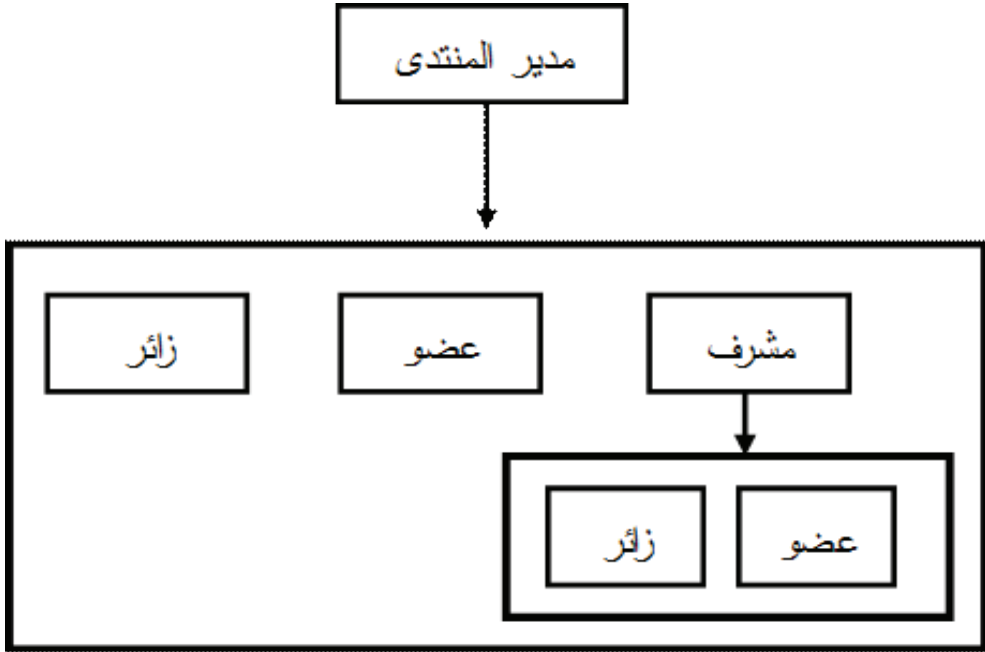 مدير المنتدى
مشرف
عضو
زائر
عضو
زائر